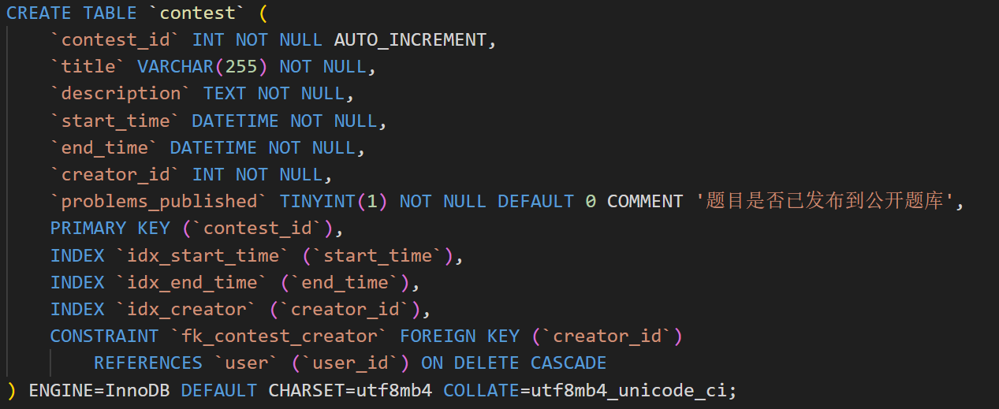 CREATE TABLE `contest` (
`contest_id` INT NOT NULL AUTO_INCREMENT,
`title` VARCHAR(255) NOT NULL,
`description` TEXT NOT NULL,
`start_time` DATETIME NOT NULL,
`end_time` DATETIME NOT NULL,
`creator_id` INT NOT NULL,
`problems_published` TINYINT(1) NOT NULL DEFAULT 0 COMMENT '题目是否已发布到公开题库',
PRIMARY KEY (`contest_id`),
INDEX `idx_start_time` (`start_time`),
INDEX `idx_end_time` (`end_time`),
INDEX `idx_creator` (`creator_id`),
CONSTRAINT `fk_contest_creator` FOREIGN KEY (`creator_id`)
REFERENCES `user` (`user_id`) ON DELETE CASCADE
) ENGINE=InnoDB DEFAULT CHARSET=utf8mb4 COLLATE=utf8mb4_unicode_ci;